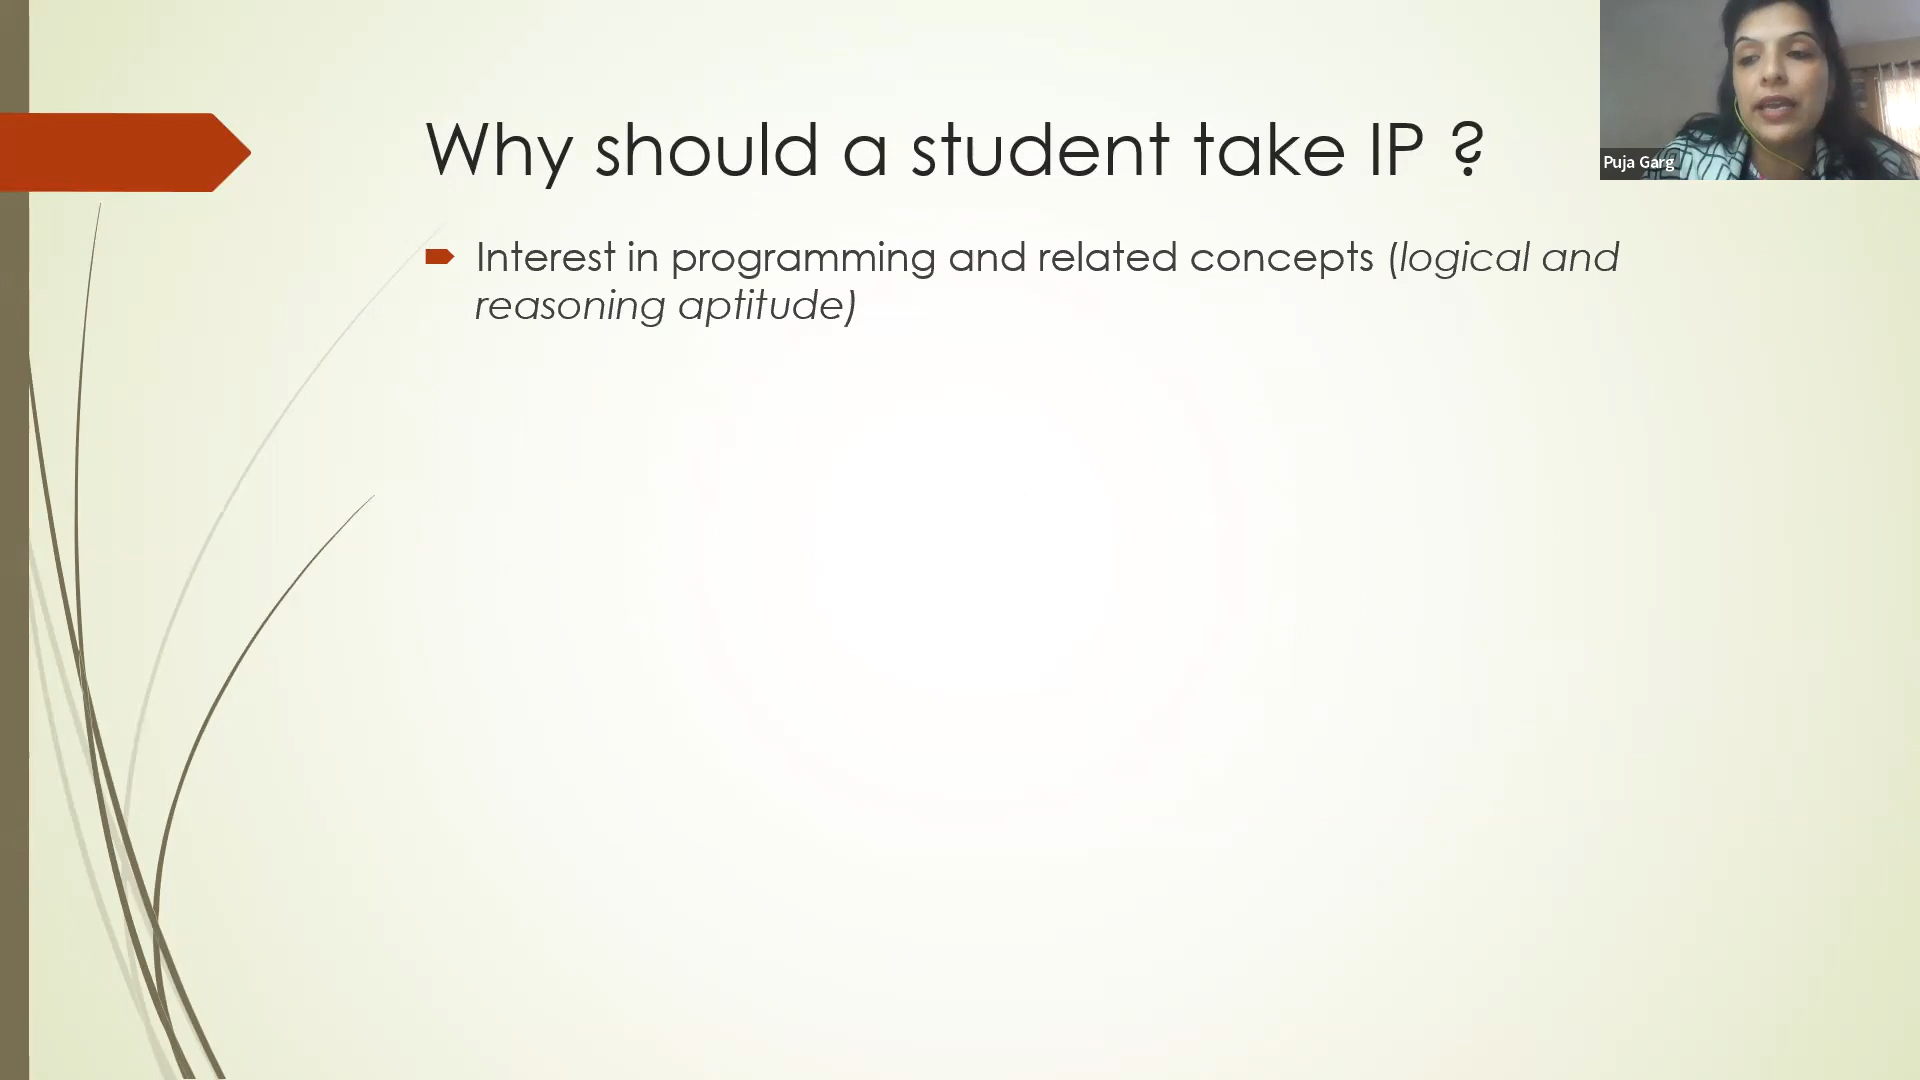 Why should a student take IP ?
Interest in programming and related concepts (logical and
reasoning aptitude)
Puja Garg